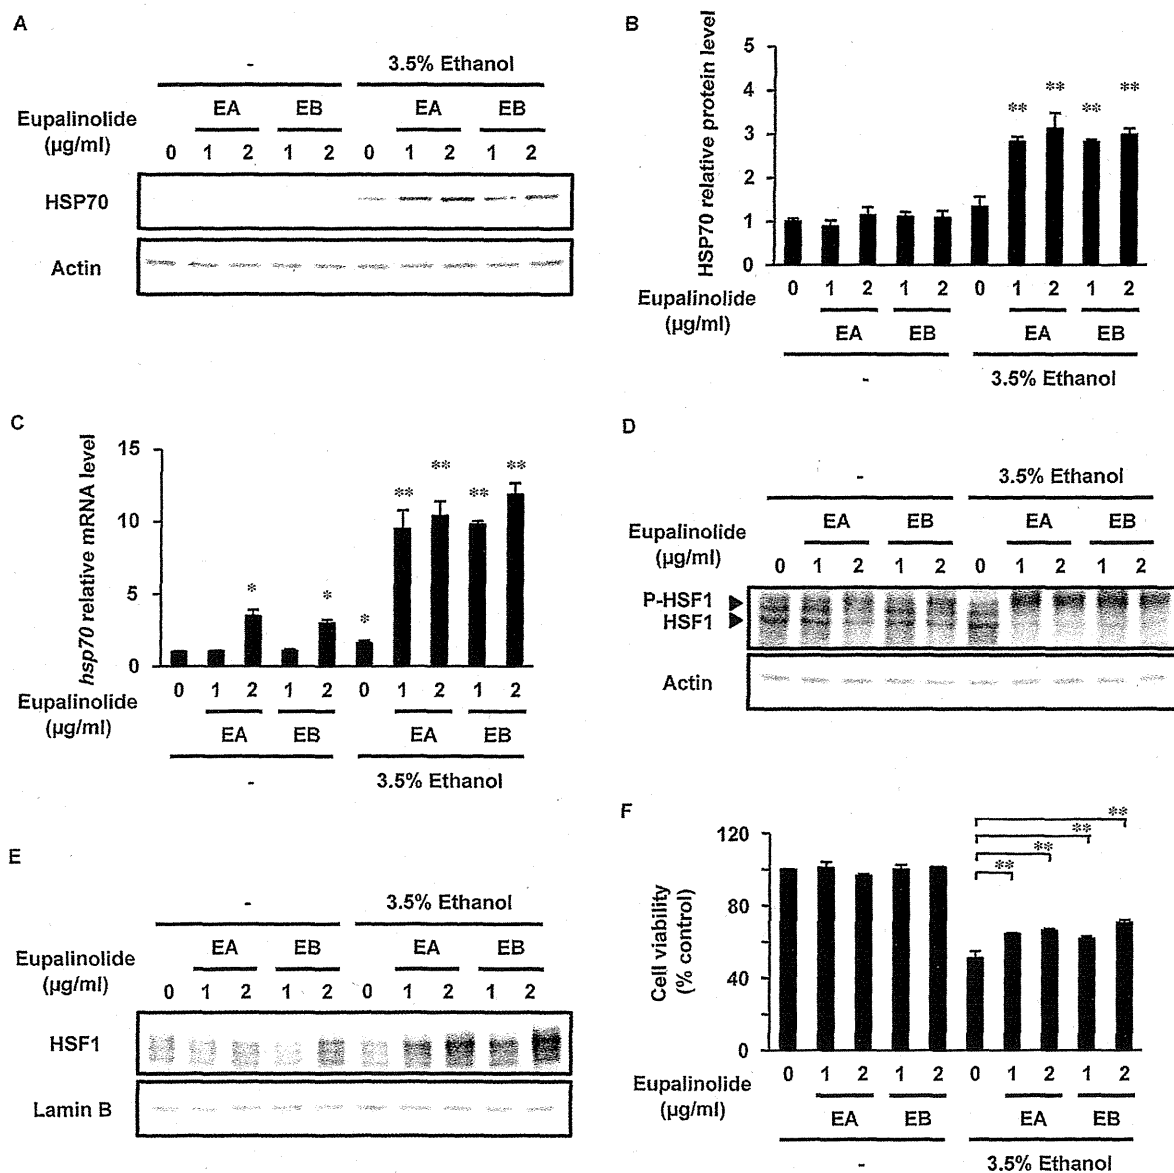 A
- 3.5% Ethanol
EA EB EA EB
Eupalinolide
(µg/ml)
0 1 2 1 2 0 1 2 1 2
HSP70
Actin
B
HSP70 relative protein level
5
4
3
2
1
0
** ** ** **
Eupalinolide
(µg/ml)
0 1 2 1 2 0 1 2 1 2
EA EB EA EB
- 3.5% Ethanol
C
hsp70 relative mRNA level
15
10
5
0
* * * ** ** ** **
Eupalinolide
(µg/ml)
0 1 2 1 2 0 1 2 1 2
EA EB EA EB
- 3.5% Ethanol
D
- 3.5% Ethanol
EA EB EA EB
Eupalinolide
(µg/ml)
0 1 2 1 2 0 1 2 1 2
P-HSF1
HSF1
Actin
E
- 3.5% Ethanol
EA EB EA EB
Eupalinolide
(µg/ml)
0 1 2 1 2 0 1 2 1 2
HSF1
Lamin B
F
Cell viability
(% control)
120
80
40
0
** ** ** **
Eupalinolide
(µg/ml)
0 1 2 1 2 0 1 2 1 2
EA EB EA EB
- 3.5% Ethanol